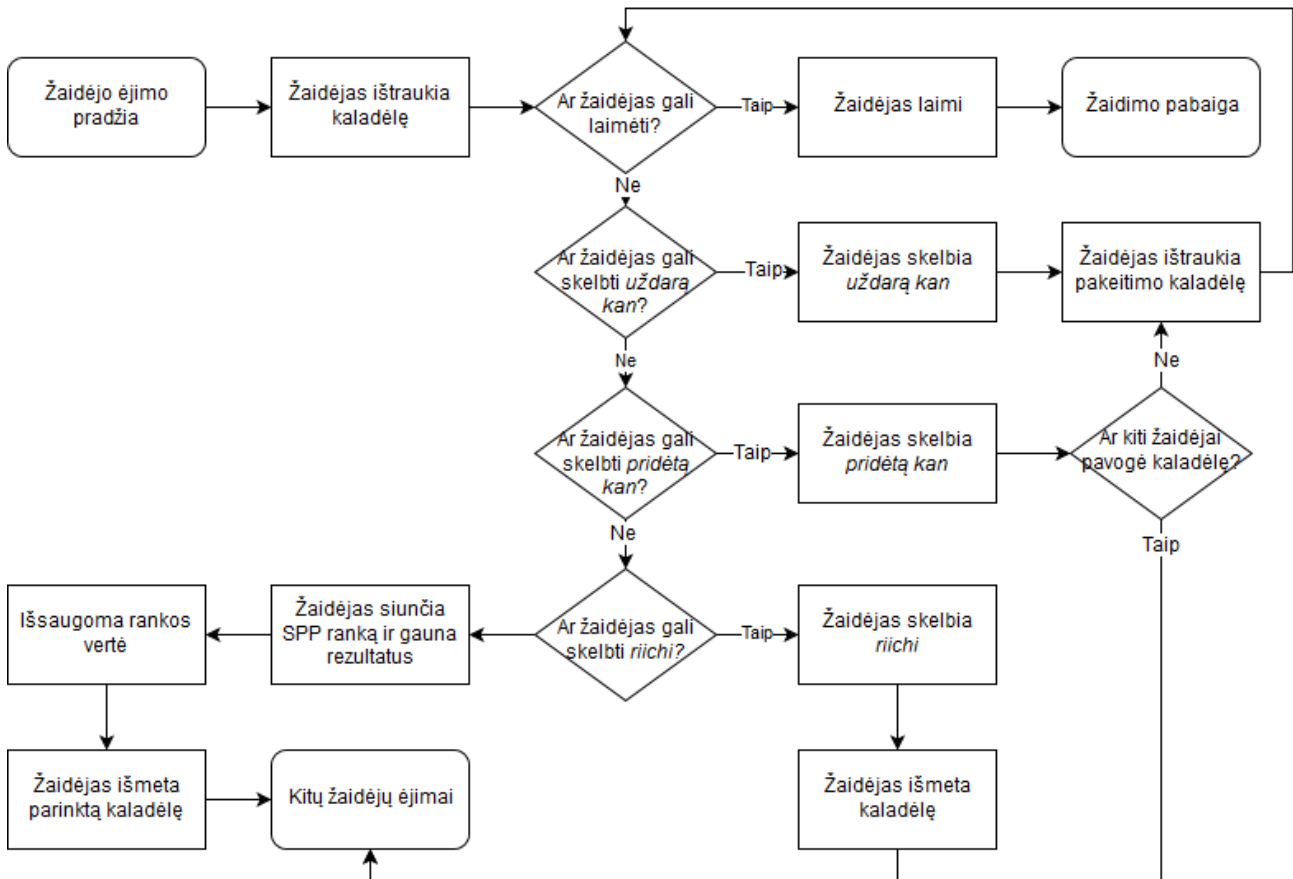 Žaidėjo ėjimo
pradžia
Žaidėjas ištraukia
kaladėlę
Ar žaidėjas gali
laimėti?
Taip
Žaidėjas laimi
Žaidimo pabaiga
Ne
Ar žaidėjas gali
skelbti uždarą
kan?
Taip
Žaidėjas skelbia
uždarą kan
Žaidėjas ištraukia
pakeitimo kaladėlę
Ne
Ne
Ar žaidėjas gali
skelbti pridėtą
kan?
Taip
Žaidėjas skelbia
pridėtą kan
Ar kiti žaidėjai
pavogė kaladėlę?
Ne
Taip
Išsaugoma rankos
vertė
Žaidėjas siunčia
SPP ranką ir gauna
rezultatus
Ar žaidėjas gali
skelbti riichi?
Taip
Žaidėjas skelbia
riichi
Žaidėjas išmeta
parinktą kaladėlę
Kitų žaidėjų ėjimai
Žaidėjas išmeta
kaladėlę